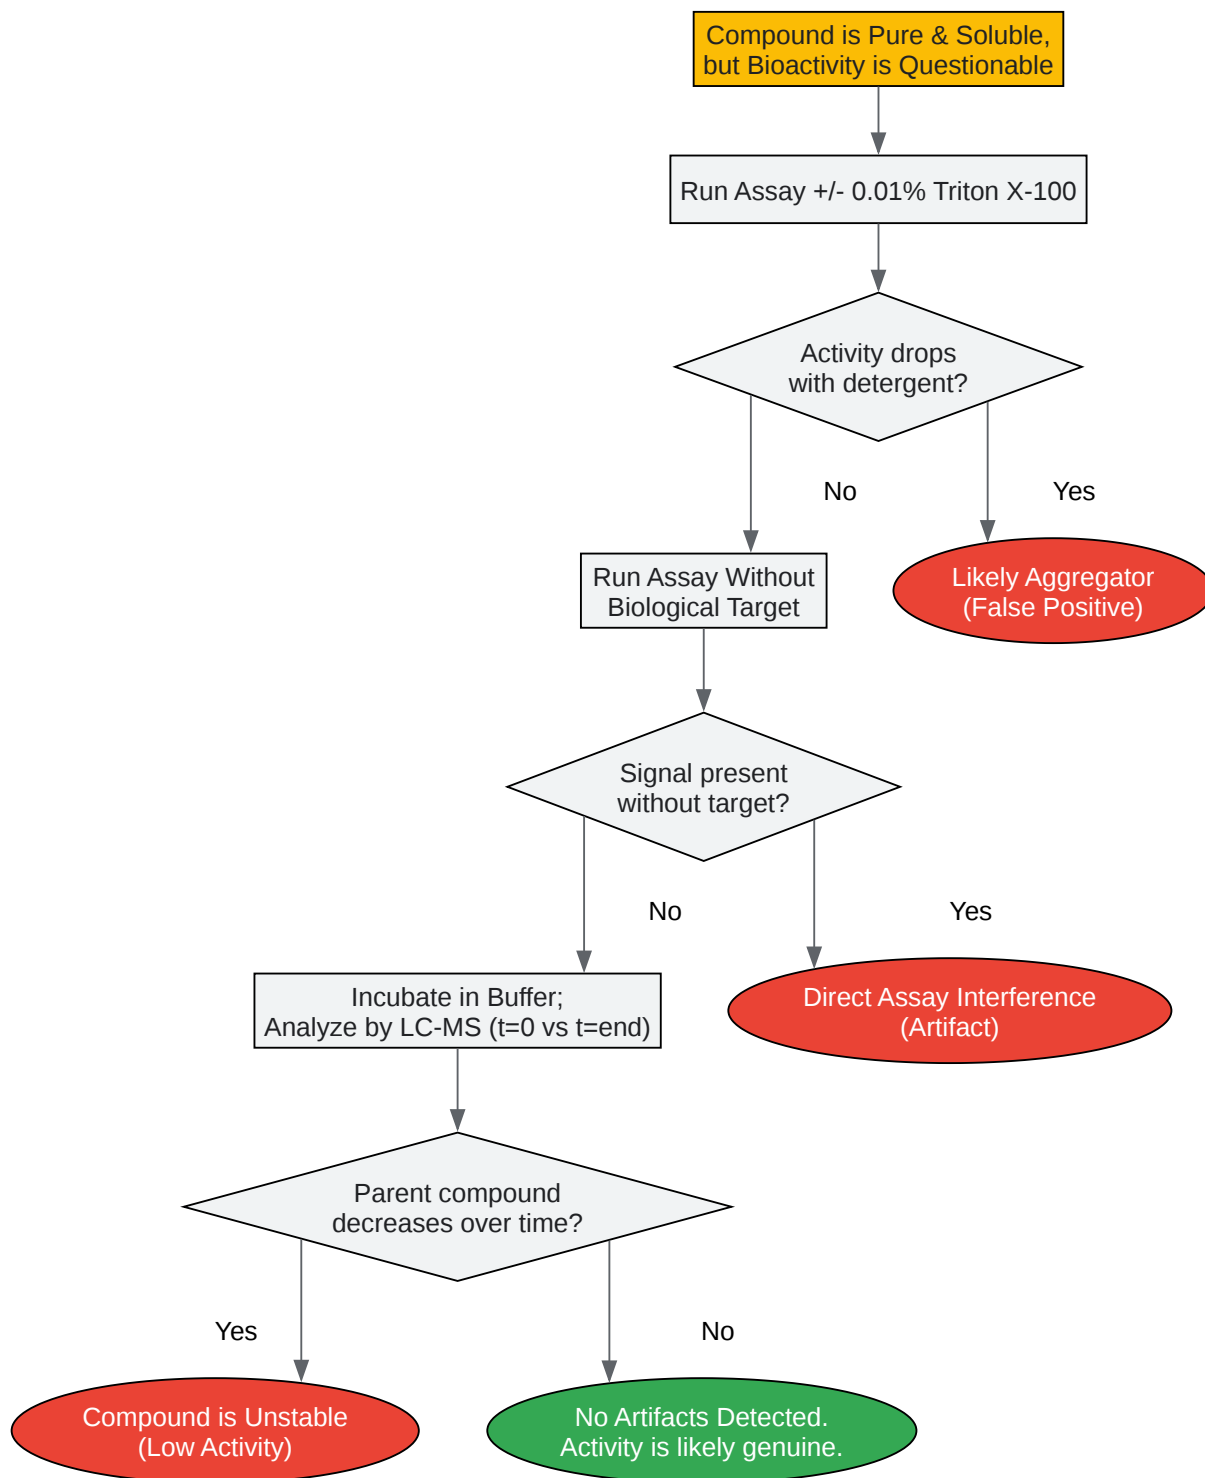 Compound is Pure & Soluble,
but Bioactivity is Questionable
Run Assay +/- 0.01% Triton X-100
Activity drops
with detergent?
No
Yes
Run Assay Without
Biological Target
Likely Aggregator
(False Positive)
Signal present
without target?
No
Yes
Incubate in Buffer;
Analyze by LC-MS (t=0 vs t=end)
Direct Assay Interference
(Artifact)
Parent compound
decreases over time?
Yes
No
Compound is Unstable
(Low Activity)
No Artifacts Detected.
Activity is likely genuine.